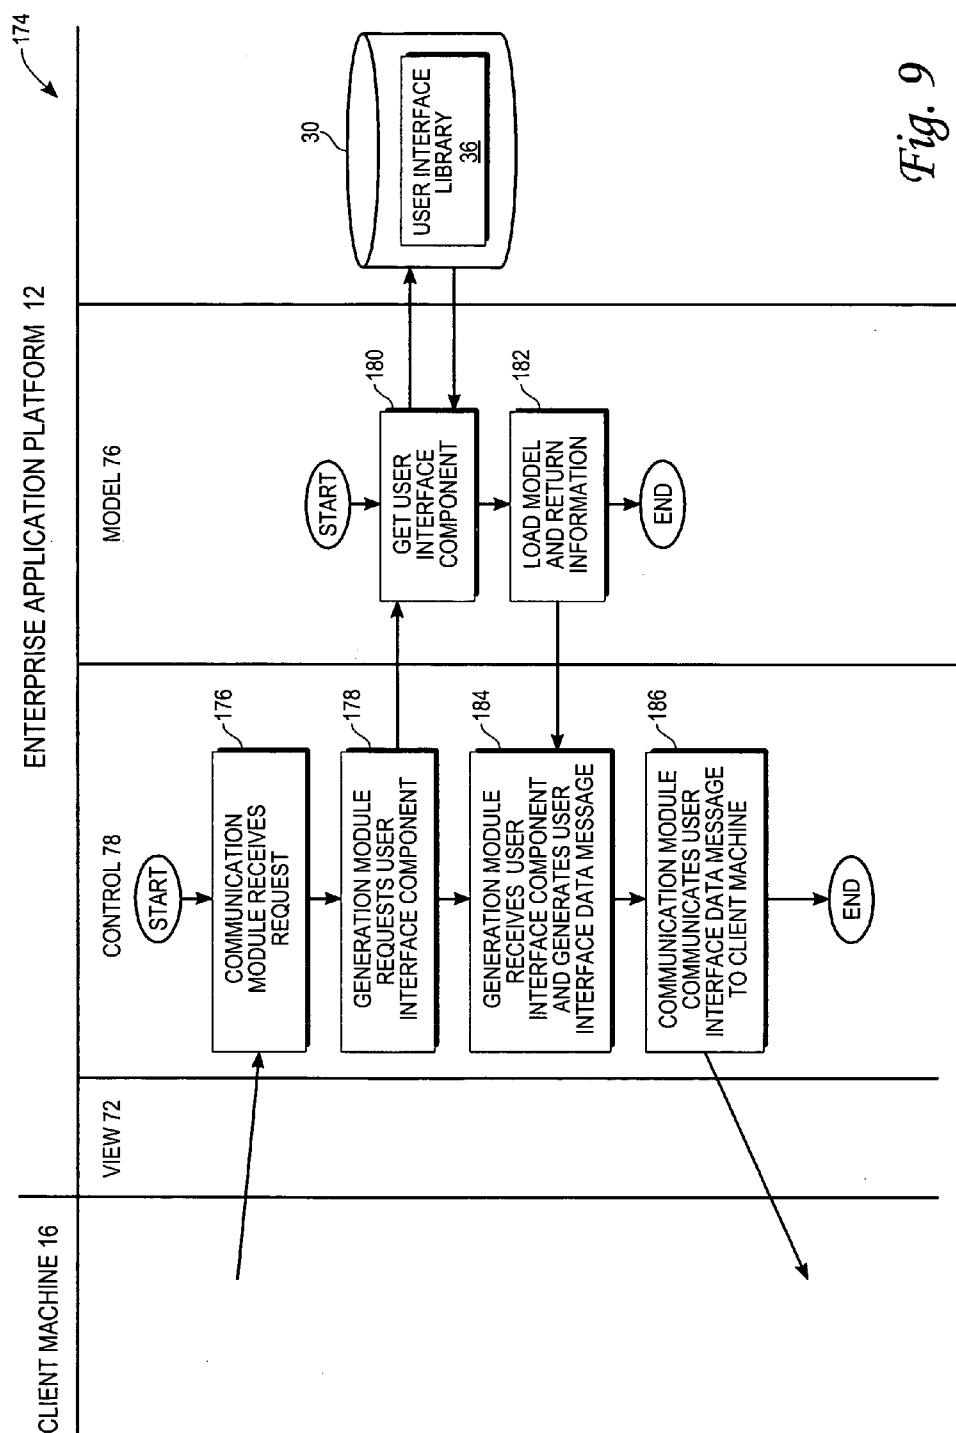 174
ENTERPRISE APPLICATION PLATFORM 12
CLIENT MACHINE 16
VIEW 72
CONTROL 78
MODEL 76
START
176
COMMUNICATION
MODULE RECEIVES
REQUEST
178
GENERATION MODULE
REQUESTS USER
INTERFACE COMPONENT
184
GENERATION MODULE
RECEIVES USER
INTERFACE COMPONENT
AND GENERATES USER
INTERFACE DATA MESSAGE
186
COMMUNICATION MODULE
COMMUNICATES USER
INTERFACE DATA MESSAGE
TO CLIENT MACHINE
END
START
180
GET USER
INTERFACE
COMPONENT
182
LOAD MODEL
AND RETURN
INFORMATION
END
30
USER INTERFACE
LIBRARY
36
Fig. 9